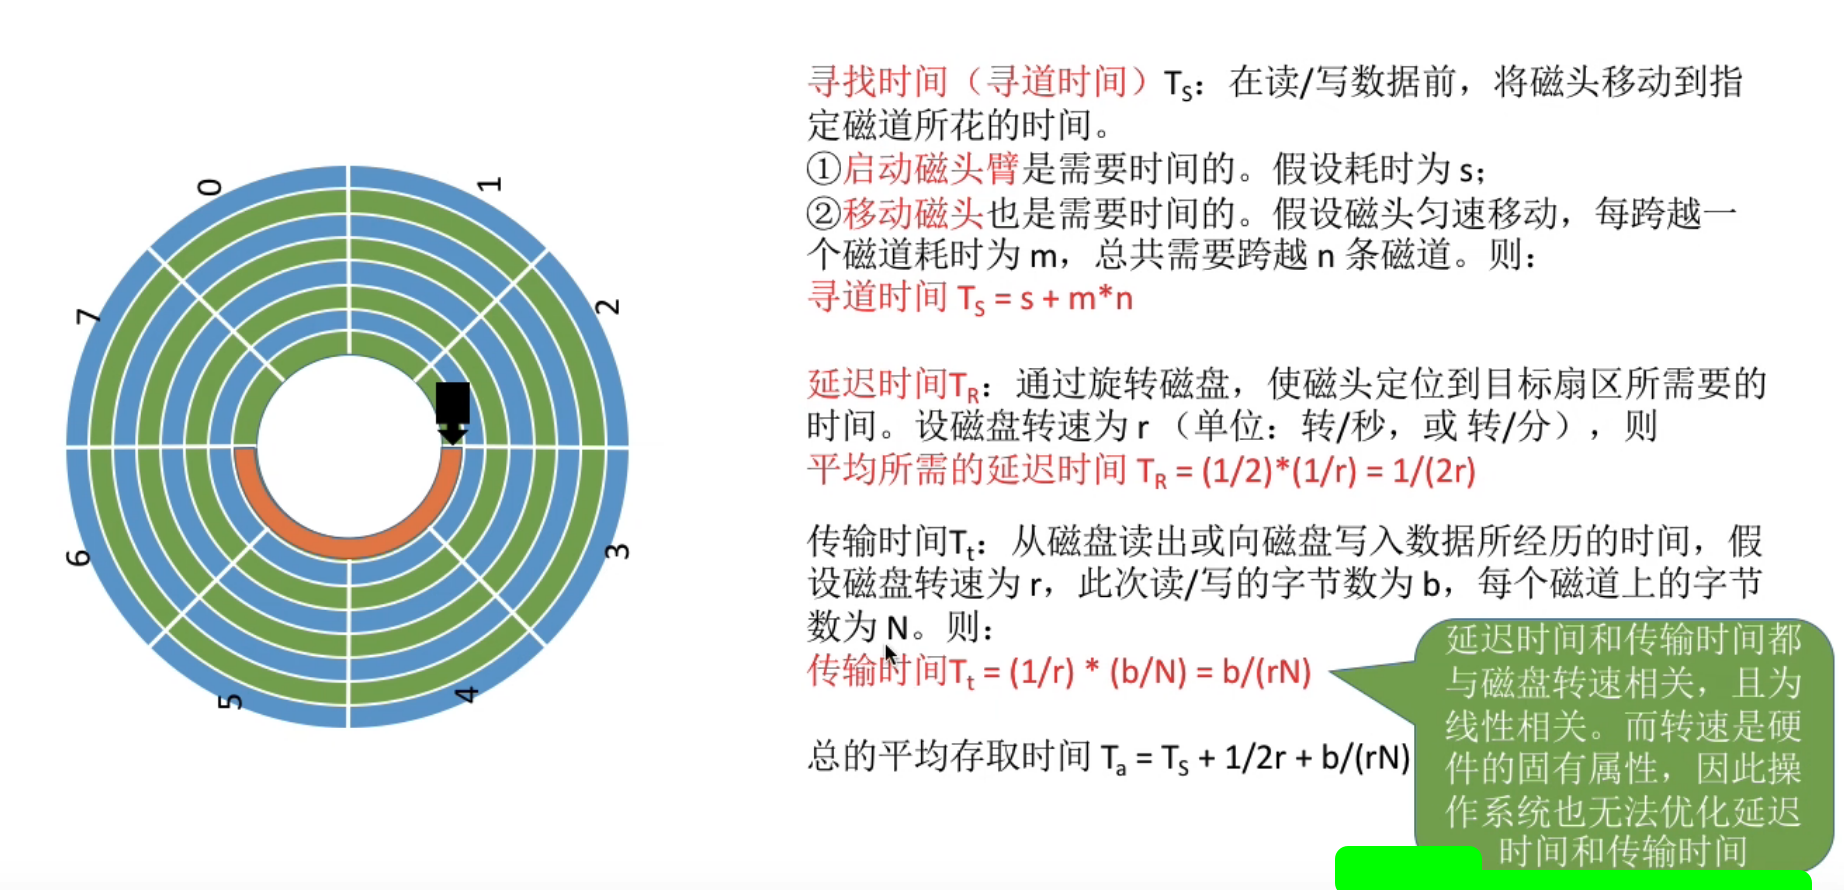 0
1
2
3
4
5
6
7
寻找时间（寻道时间）TS：在读/写数据前，将磁头移动到指
定磁道所花的时间。
①启动磁头臂是需要时间的。假设耗时为 s；
②移动磁头也是需要时间的。假设磁头匀速移动，每跨越一
个磁道耗时为 m，总共需要跨越 n 条磁道。则：
寻道时间 TS = s + m*n
延迟时间TR：通过旋转磁盘，使磁头定位到目标扇区所需要的
时间。设磁盘转速为 r （单位：转/秒，或 转/分），则
平均所需的延迟时间 TR = (1/2)*(1/r) = 1/(2r)
传输时间Tt：从磁盘读出或向磁盘写入数据所经历的时间，假
设磁盘转速为 r，此次读/写的字节数为 b，每个磁道上的字节
数为 N。则：
传输时间Tt = (1/r) * (b/N) = b/(rN)
总的平均存取时间 Ta = TS + 1/2r + b/(rN)
延迟时间和传输时间都
与磁盘转速相关，且为
线性相关。而转速是硬
件的固有属性，因此操
作系统也无法优化延迟
时间和传输时间